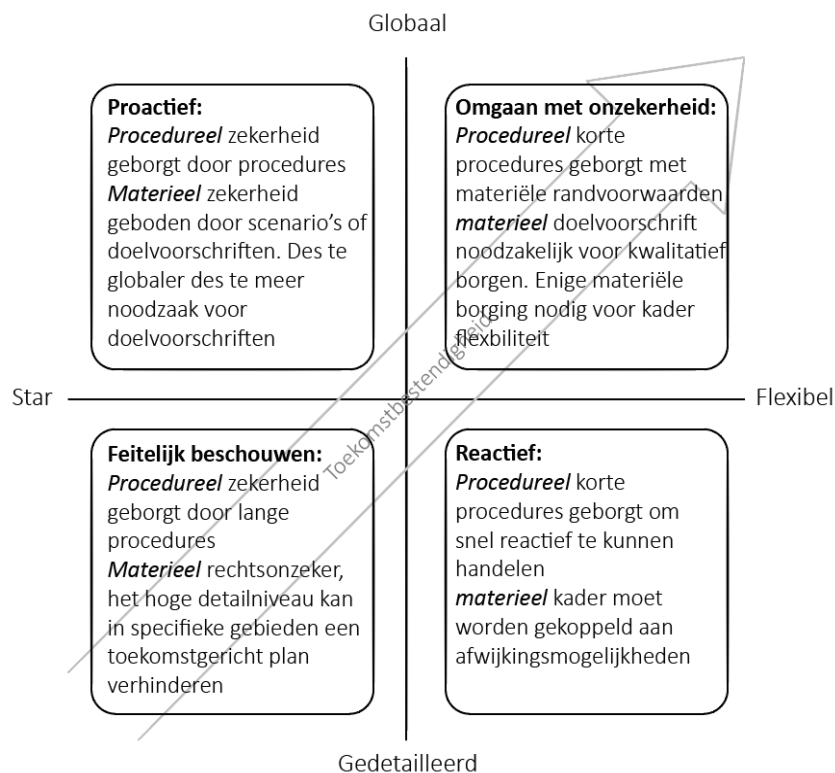 Globaal
Proactief:
Procedureel zekerheid
geborgt door procedures
Materieel zekerheid
geboden door scenario's of
doelvoorschriften. Des te
globaler des te meer
noodzaak voor
doelvoorschriften
Omgaan met onzekerheid:
Procedureel korte
procedures geborgt met
materiële randvoorwaarden
materieel doelvoorschrift
noodzakelijk voor kwalitatief
borgen. Enige materiële
borging nodig voor kader
flexbiliteit
Toekomstbestendigheid
Star
Flexibel
Feitelijk beschouwen:
Procedureel zekerheid
geborgt door lange
procedures
Materieel rechtsonzeker,
het hoge detailniveau kan
in specifieke gebieden een
toekomstgericht plan
verhinderen
Reactief:
Procedureel korte
procedures geborgt om
snel reactief te kunnen
handelen
materieel kader moet
worden gekoppeld aan
afwijkingsmogelijkheden
Gedetailleerd